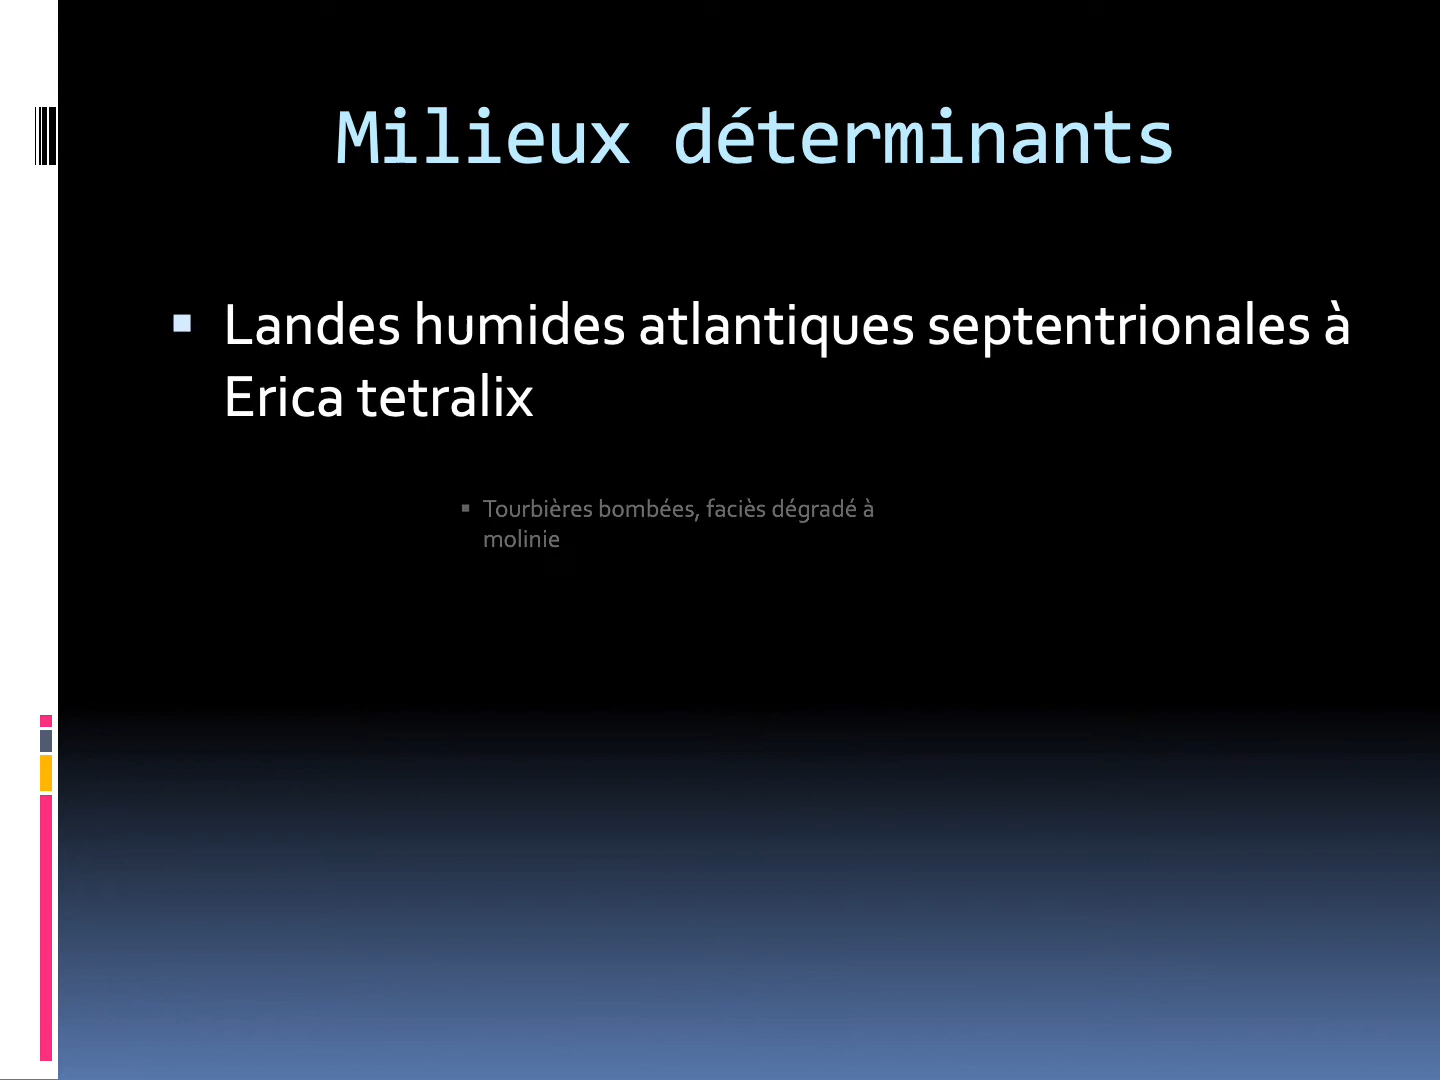 Milieux déterminants
▪ Landes humides atlantiques septentrionales à
Erica tetralix
▪ Tourbières bombées, faciès dégradé à
molinie